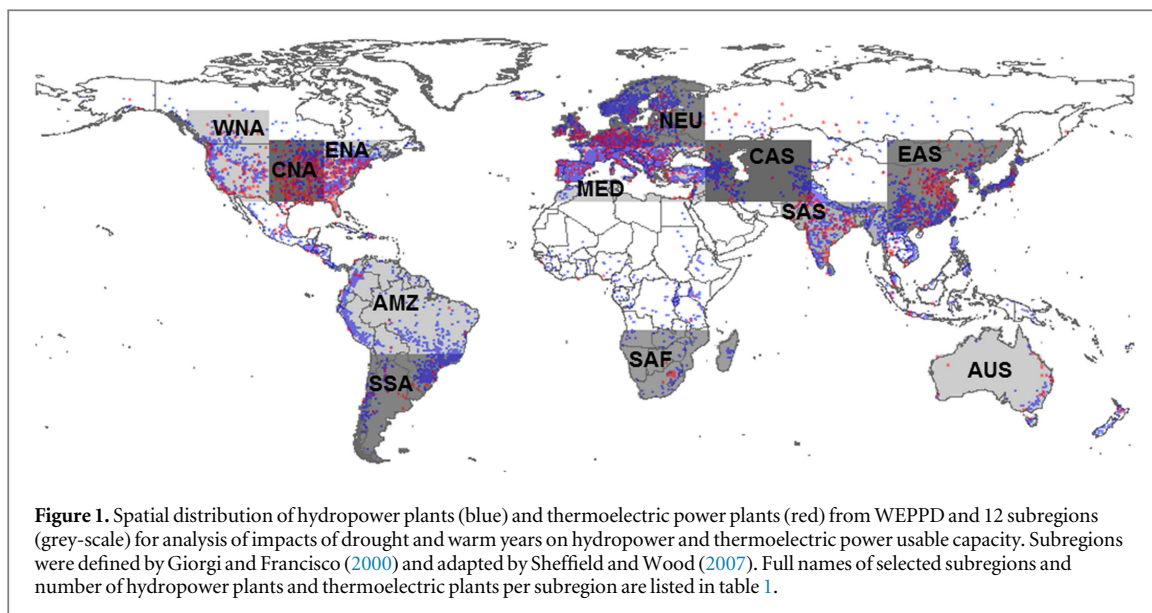 WNA
CNA
ENA
NEU
MED
CAS
EAS
SAS
AMZ
SSA
SAF
AUS
Figure 1. Spatial distribution of hydropower plants (blue) and thermoelectric power plants (red) from WEPPD and 12 subregions
(grey-scale) for analysis of impacts of drought and warm years on hydropower and thermoelectric power usable capacity. Subregions
were defined by Giorgi and Francisco (2000) and adapted by Sheffield and Wood (2007). Full names of selected subregions and
number of hydropower plants and thermoelectric plants per subregion are listed in table 1.